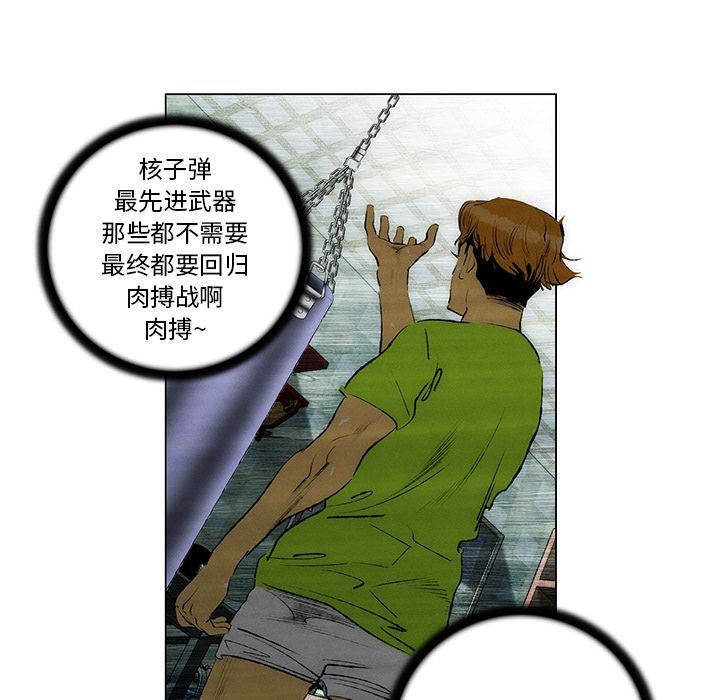 核子弹
最先进武器
那些都不需要
最终都要回归
肉搏战啊
肉搏~